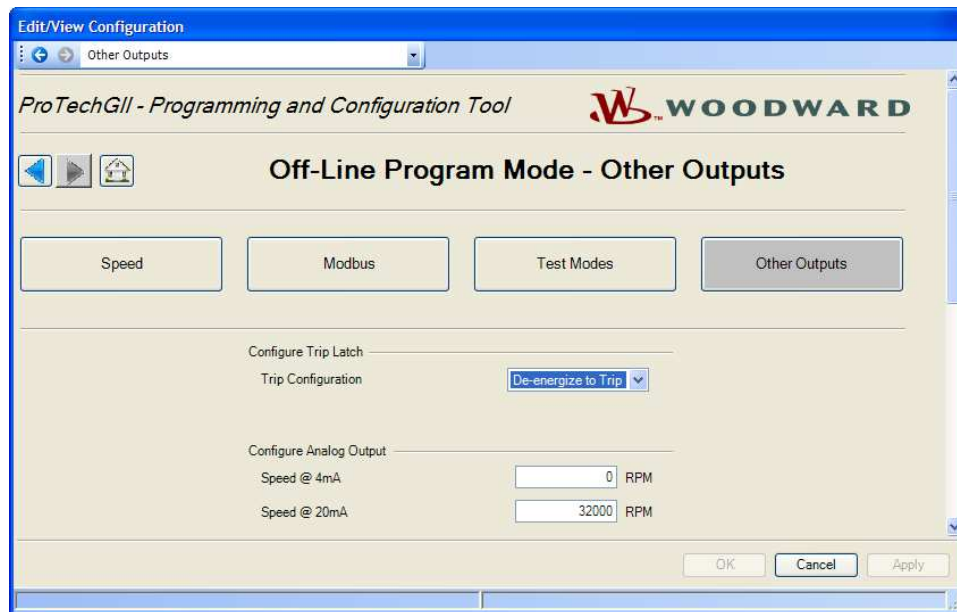 Edit/View Configuration
Other Outputs
ProTechGII - Programming and Configuration Tool
WOODWARD
Off-Line Program Mode - Other Outputs
Speed
Modbus
Test Modes
Other Outputs
Configure Trip Latch
Trip Configuration
De-energize to Trip
Configure Analog Output
Speed @ 4mA
0 RPM
Speed @ 20mA
32000 RPM
OK
Cancel
Apply